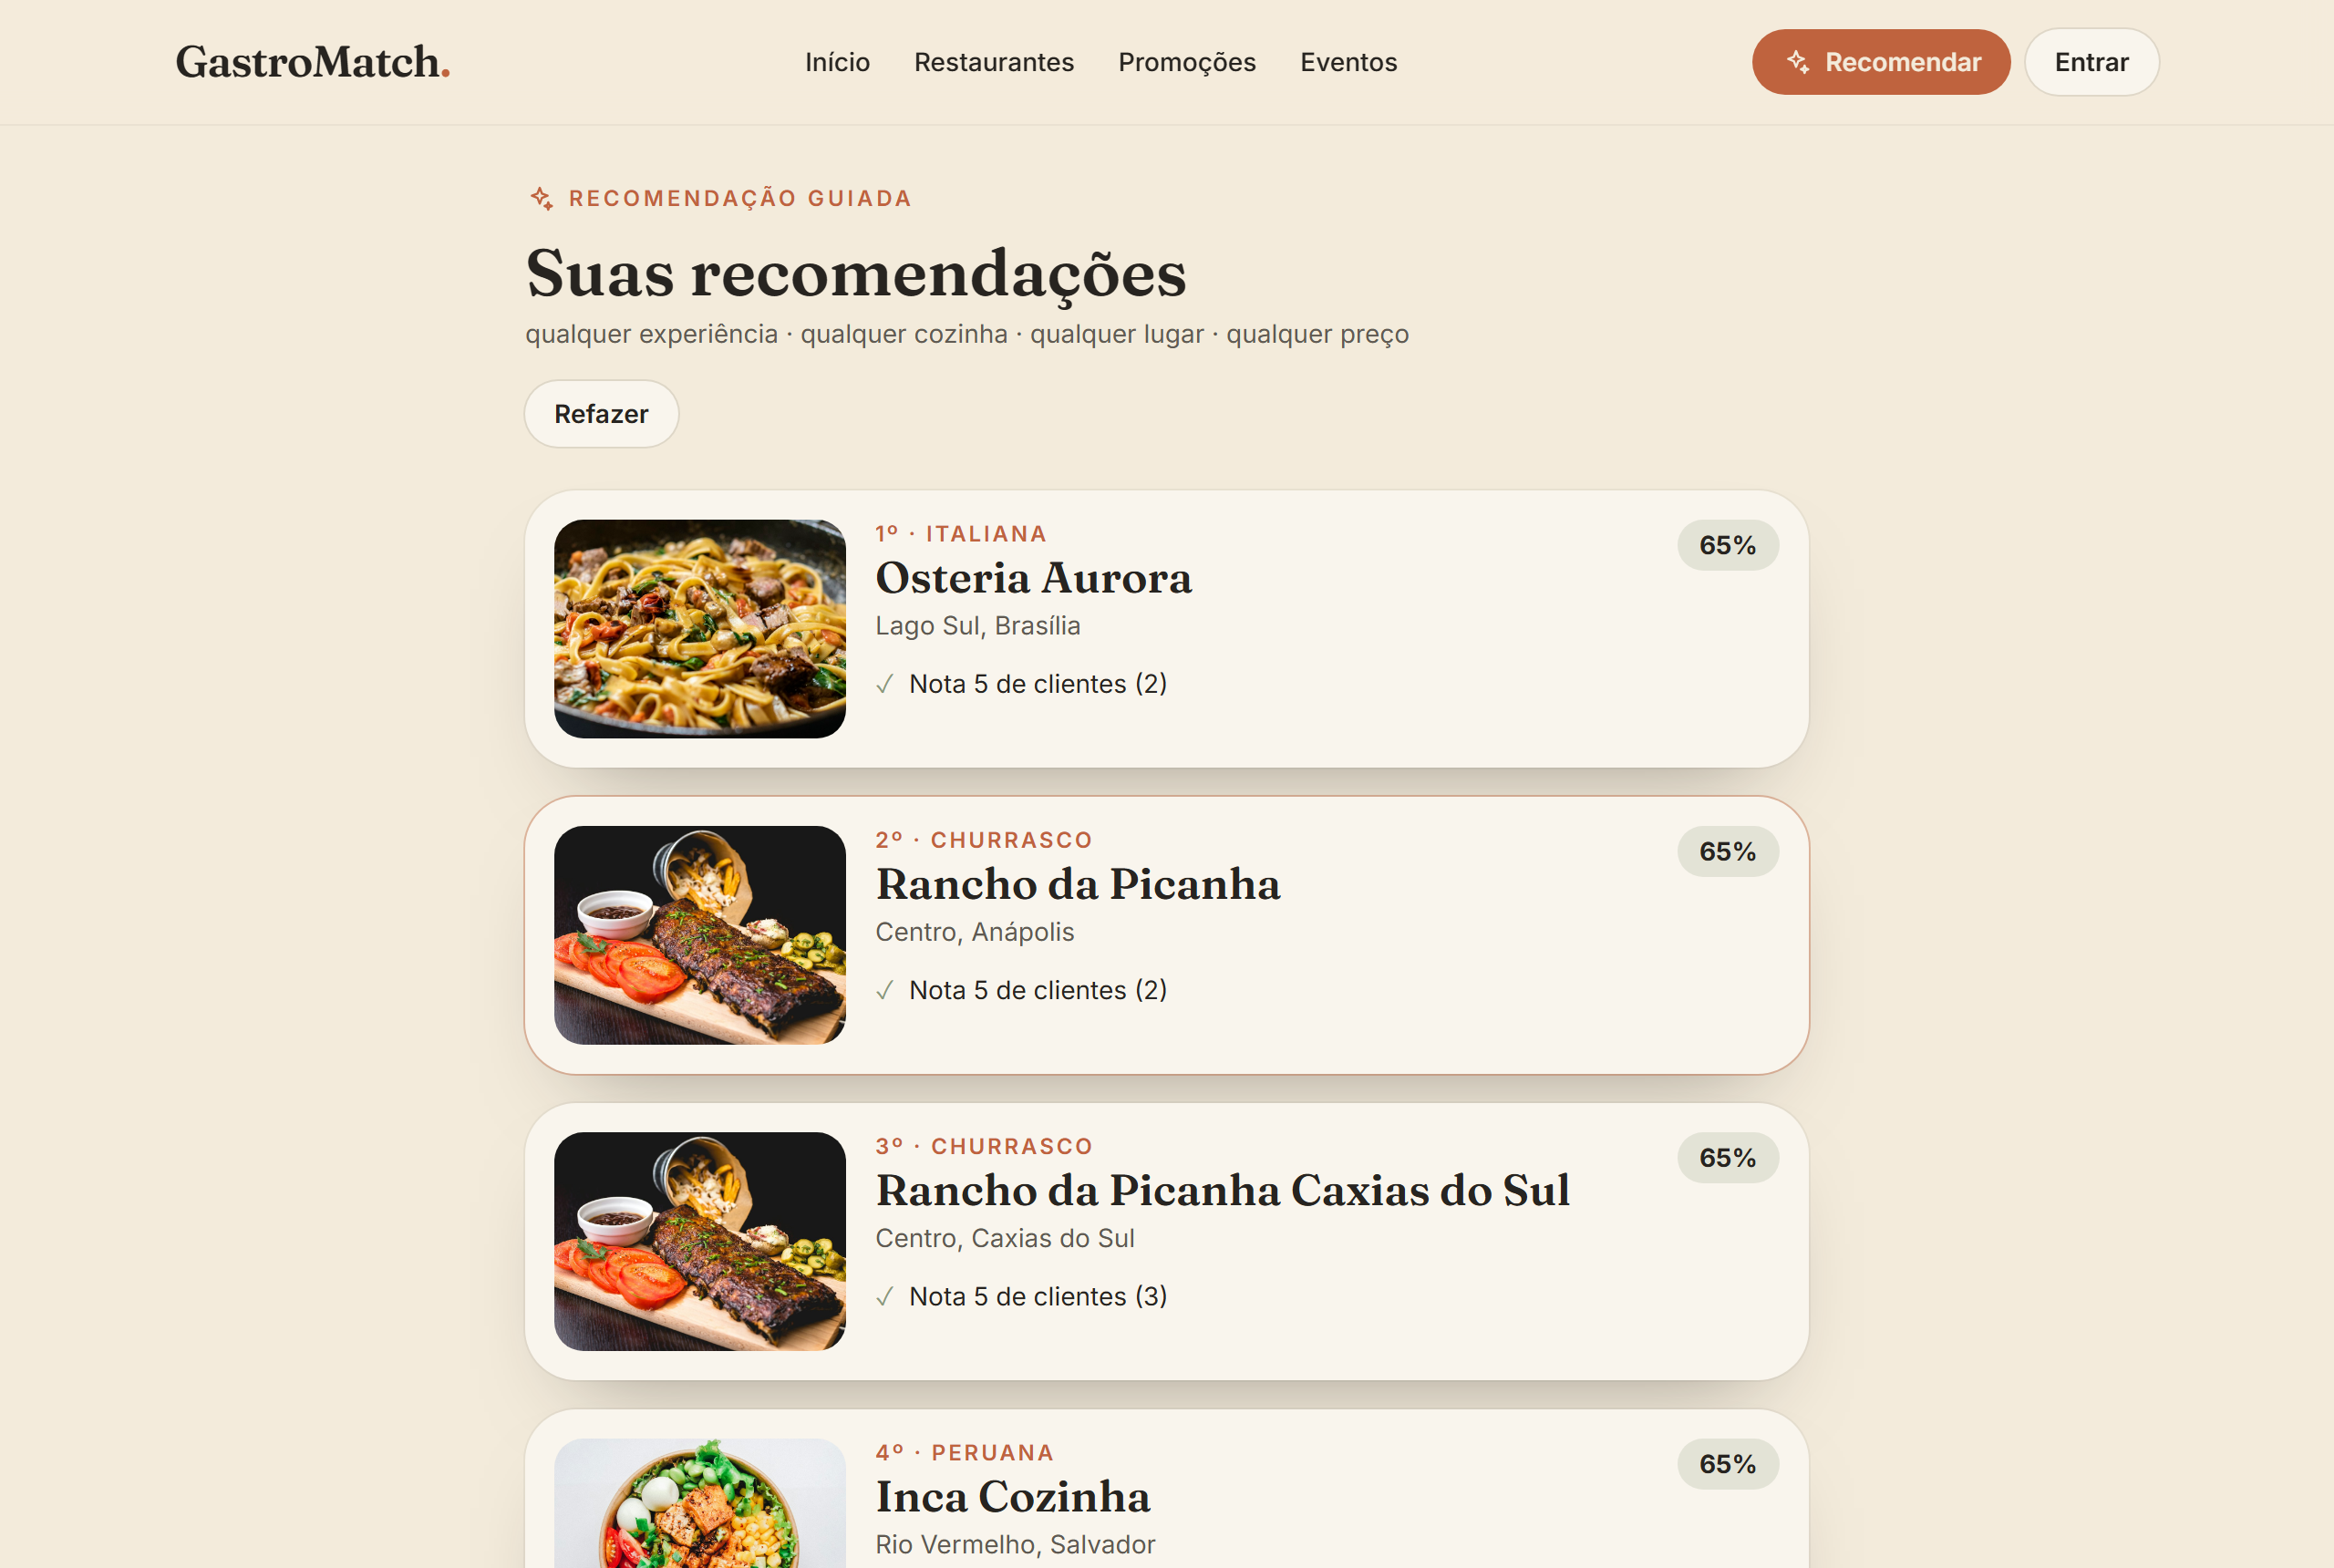 GastroMatch.
Início Restaurantes Promoções Eventos
Recomendar
Entrar
RECOMENDAÇÃO GUIADA
Suas recomendações
qualquer experiência · qualquer cozinha · qualquer lugar · qualquer preço
Refazer
1º · ITALIANA
65%
Osteria Aurora
Lago Sul, Brasília
✓ Nota 5 de clientes (2)
2º · CHURRASCO
65%
Rancho da Picanha
Centro, Anápolis
✓ Nota 5 de clientes (2)
3º · CHURRASCO
65%
Rancho da Picanha Caxias do Sul
Centro, Caxias do Sul
✓ Nota 5 de clientes (3)
4º · PERUANA
65%
Inca Cozinha
Rio Vermelho, Salvador